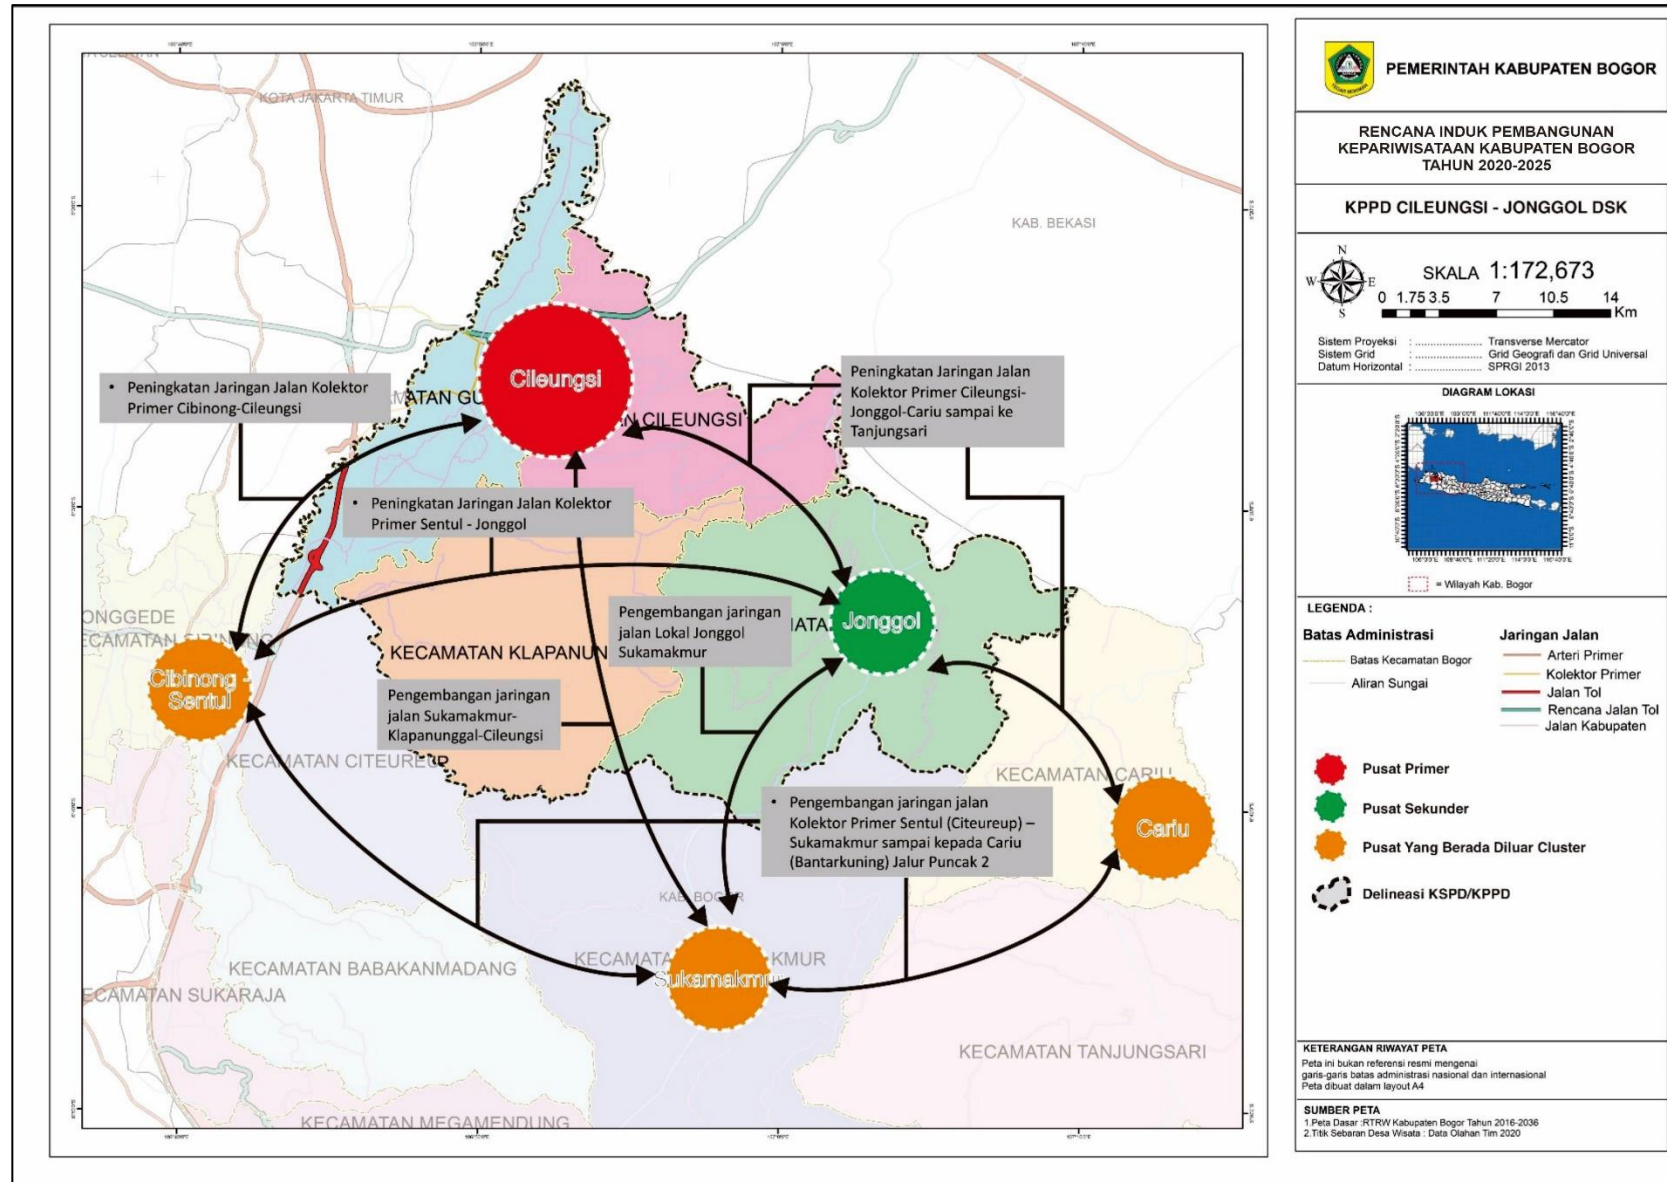 KOTA JAKARTA TIMUR
KAB. BEKASI
Cileungsi
• Peningkatan Jaringan Jalan Kolektor
Primer Cibinong-Cileungsi
Peningkatan Jaringan Jalan
Kolektor Primer Cileungsi-
Jonggol-Cariu sampai ke
Tanjungsari
CILEUNGSI
• Peningkatan Jaringan Jalan Kolektor
Primer Sentul - Jonggol
Pengembangan jaringan
jalan Lokal Jonggol
Sukamakmur
Jonggol
KECAMATAN KLAPANUN
Cibinong -
Sentul
Pengembangan jaringan
jalan Sukamakmur-
Klapanunggal-Cileungsi
KECAMATAN CITEUREUP
KECAMATAN CARIU
• Pengembangan jaringan jalan
Kolektor Primer Sentul (Citeureup) –
Sukamakmur sampai kepada Cariu
(Bantarkuning) Jalur Puncak 2
Cariu
KAB. BOGOR
KECAMATA KMUR
Sukamakmur
KECAMATAN BABAKANMADANG
ECAMATAN SUKARAJA
KECAMATAN TANJUNGSARI
KECAMATAN MEGAMENDUNG
PEMERINTAH KABUPATEN BOGOR
RENCANA INDUK PEMBANGUNAN
KEPARIWISATAAN KABUPATEN BOGOR
TAHUN 2020-2025
KPPD CILEUNGSI - JONGGOL DSK
N
W E
S
SKALA 1:172,673
0 1.75 3.5 7 10.5 14
Km
Sistem Proyeksi : ..................... Transverse Mercator
Sistem Grid : ..................... Grid Geografi dan Grid Universal
Datum Horizontal : ..................... SPRGI 2013
DIAGRAM LOKASI
= Wilayah Kab. Bogor
LEGENDA :
Batas Administrasi
Batas Kecamatan Bogor
Aliran Sungai
Jaringan Jalan
Arteri Primer
Kolektor Primer
Jalan Tol
Rencana Jalan Tol
Jalan Kabupaten
Pusat Primer
Pusat Sekunder
Pusat Yang Berada Diluar Cluster
Delineasi KSPD/KPPD
KETERANGAN RIWAYAT PETA
Peta ini bukan referensi resmi mengenai
garis-garis batas administrasi nasional dan internasional
Peta dibuat dalam layout A4
SUMBER PETA
1.Peta Dasar :RTRW Kabupaten Bogor Tahun 2016-2036
2.Titik Sebaran Desa Wisata : Data Olahan Tim 2020